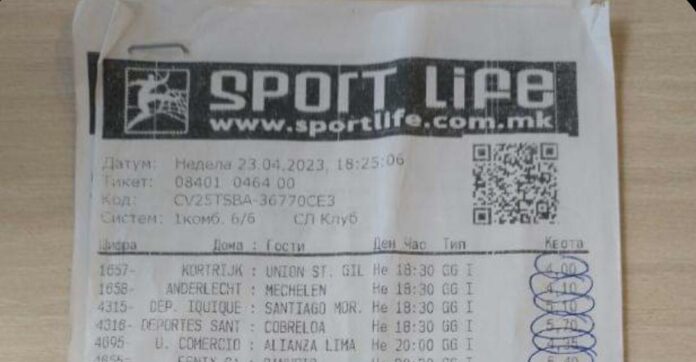 SPORT LiFe
www.sportlife.com.mk
Датум: Недела 23.04.2023, 18:25:06
Тикет: 08401 0464 00
Код: CV25TSBA-36770CE3
Систем: 1комб. 6/6 СЛ Клуб
Шифра Дома : Гости Ден Час Тип Квота
1657- KORTRIJK : UNION ST. GIL Не 18:30 GG I 4.00
1658- ANDERLECHT : MECHELEN Не 18:30 GG I 4.10
4315- DEP. IQUIQUE : SANTIAGO MOR. Не 18:30 GG I
4316- DEPORTES SANT : COBRELOA Не 18:30 GG I 5.70
4695- U. COMERCIO : ALIANZA LIMA Не 20:00 GG I